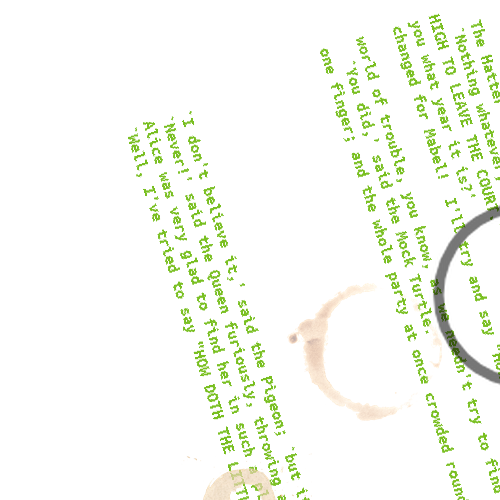 The Hatter
`Nothing whatever,
HIGH TO LEAVE THE COURT.
you what year it is?'
changed for Mabel!  I'll try and say
world of trouble, you know, as we needn't try to find
`You did,' said the Mock Turtle.
one finger; and the whole party at once crowded roun
`I don't believe it,' said the pigeon; `but
`Never!' said the Queen furiously, throwing
Alice was very glad to find her in such a pl
`Well, I've tried to say "HOW DOTH THE LITT